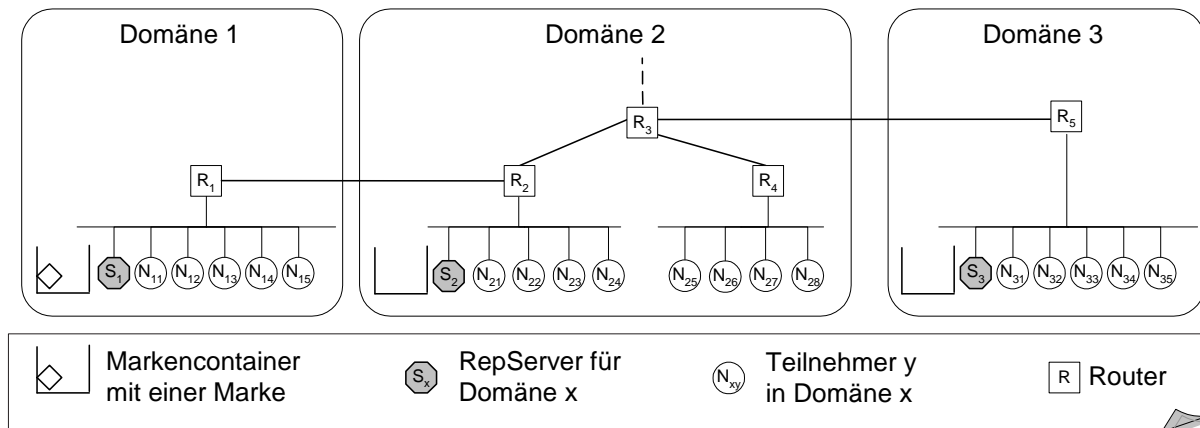 Domäne 1
Domäne 2
Domäne 3
R3
R5
R1
R2
R4
S1 N11 N12 N13 N14 N15
S2 N21 N22 N23 N24
N25 N26 N27 N28
S3 N31 N32 N33 N34 N35
Markencontainer
mit einer Marke
Sx
RepServer für
Domäne x
Nxy
Teilnehmer y
in Domäne x
R
Router